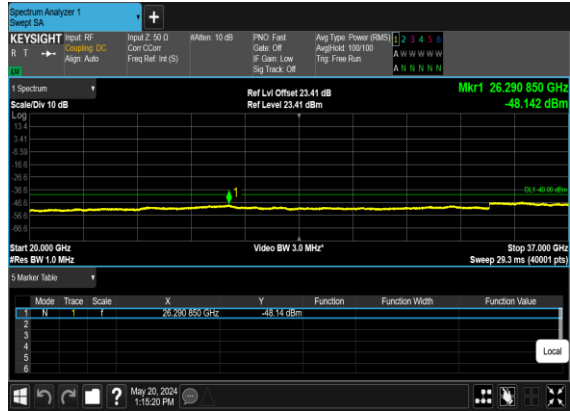 Spectrum Analyzer 1
Swept SA
+
KEYSIGHT Input: RF Input Z: 50 Ω #Atten: 10 dB PNO: Fast Avg Type: Power (RMS) 1 2 3 4 5 6
R T Coupling: DC Corr CCorr Gate: Off Avg|Hold: 100/100 A W W W W W
Align: Auto Freq Ref: Int (S) IF Gain: Low Trig: Free Run
Sig Track: Off A N N N N N
1 Spectrum Ref Lvl Offset 23.41 dB Mkr1 26.290 850 GHz
Scale/Div 10 dB Ref Level 23.41 dBm -48.142 dBm
Log
13.4
3.41
-6.59
-16.6
-26.6
-36.6 1 DL1 -40.00 dBm
-46.6
-56.6
-66.6
Start 20.000 GHz Video BW 3.0 MHz* Stop 37.000 GHz
#Res BW 1.0 MHz Sweep 29.3 ms (40001 pts)
5 Marker Table
Mode Trace Scale X Y Function Function Width Function Value
1 N 1 f 26.290 850 GHz -48.14 dBm
2
3
4
5
6
Local
? May 20, 2024
1:15:20 PM